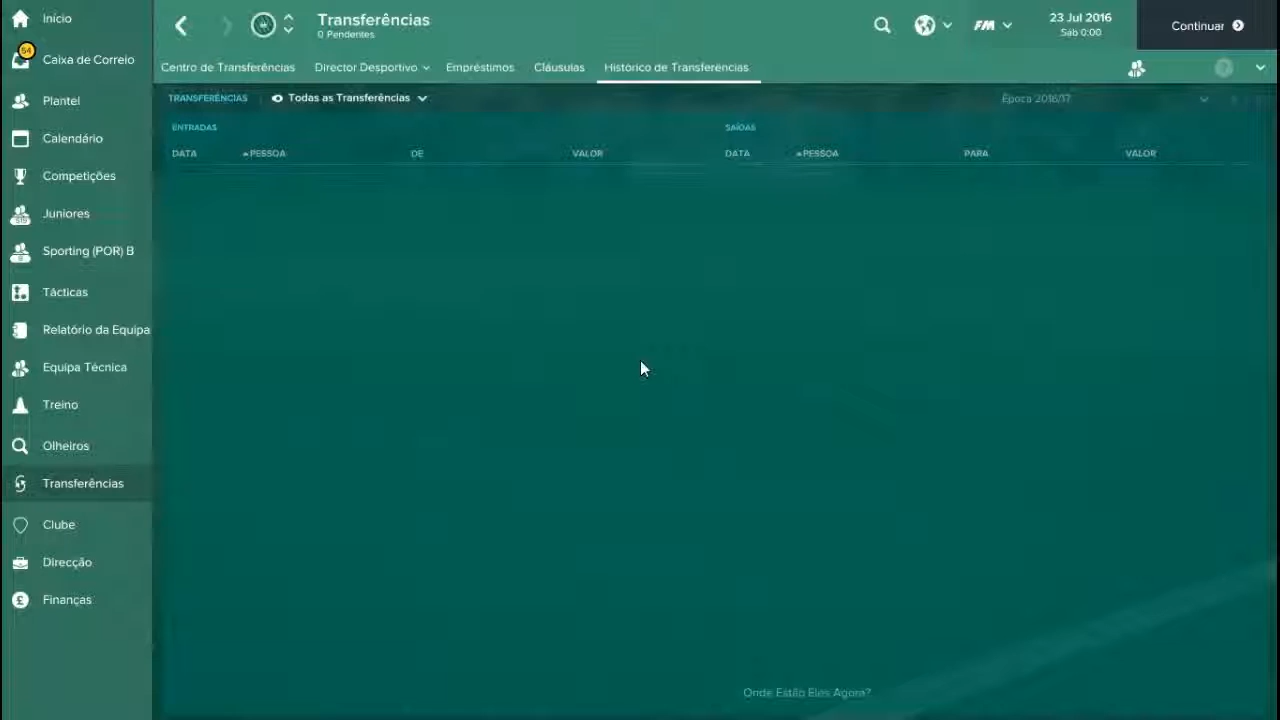 Início
54
Caixa de Correio
Plantel
Calendário
Competições
Juniores
Sporting (POR) B
Tácticas
Relatório da Equipa
Equipa Técnica
Treino
Olheiros
Transferências
Clube
Direcção
Finanças
Transferências
0 Pendentes
FM
23 Jul 2016
Sáb 0:00
Continuar
Centro de Transferências
Director Desportivo
Empréstimos
Cláusulas
Histórico de Transferências
TRANSFERÊNCIAS
Todas as Transferências
Época 2016/17
ENTRADAS
SAÍDAS
DATA PESSOA DE VALOR
DATA PESSOA PARA VALOR
Onde Estão Eles Agora?